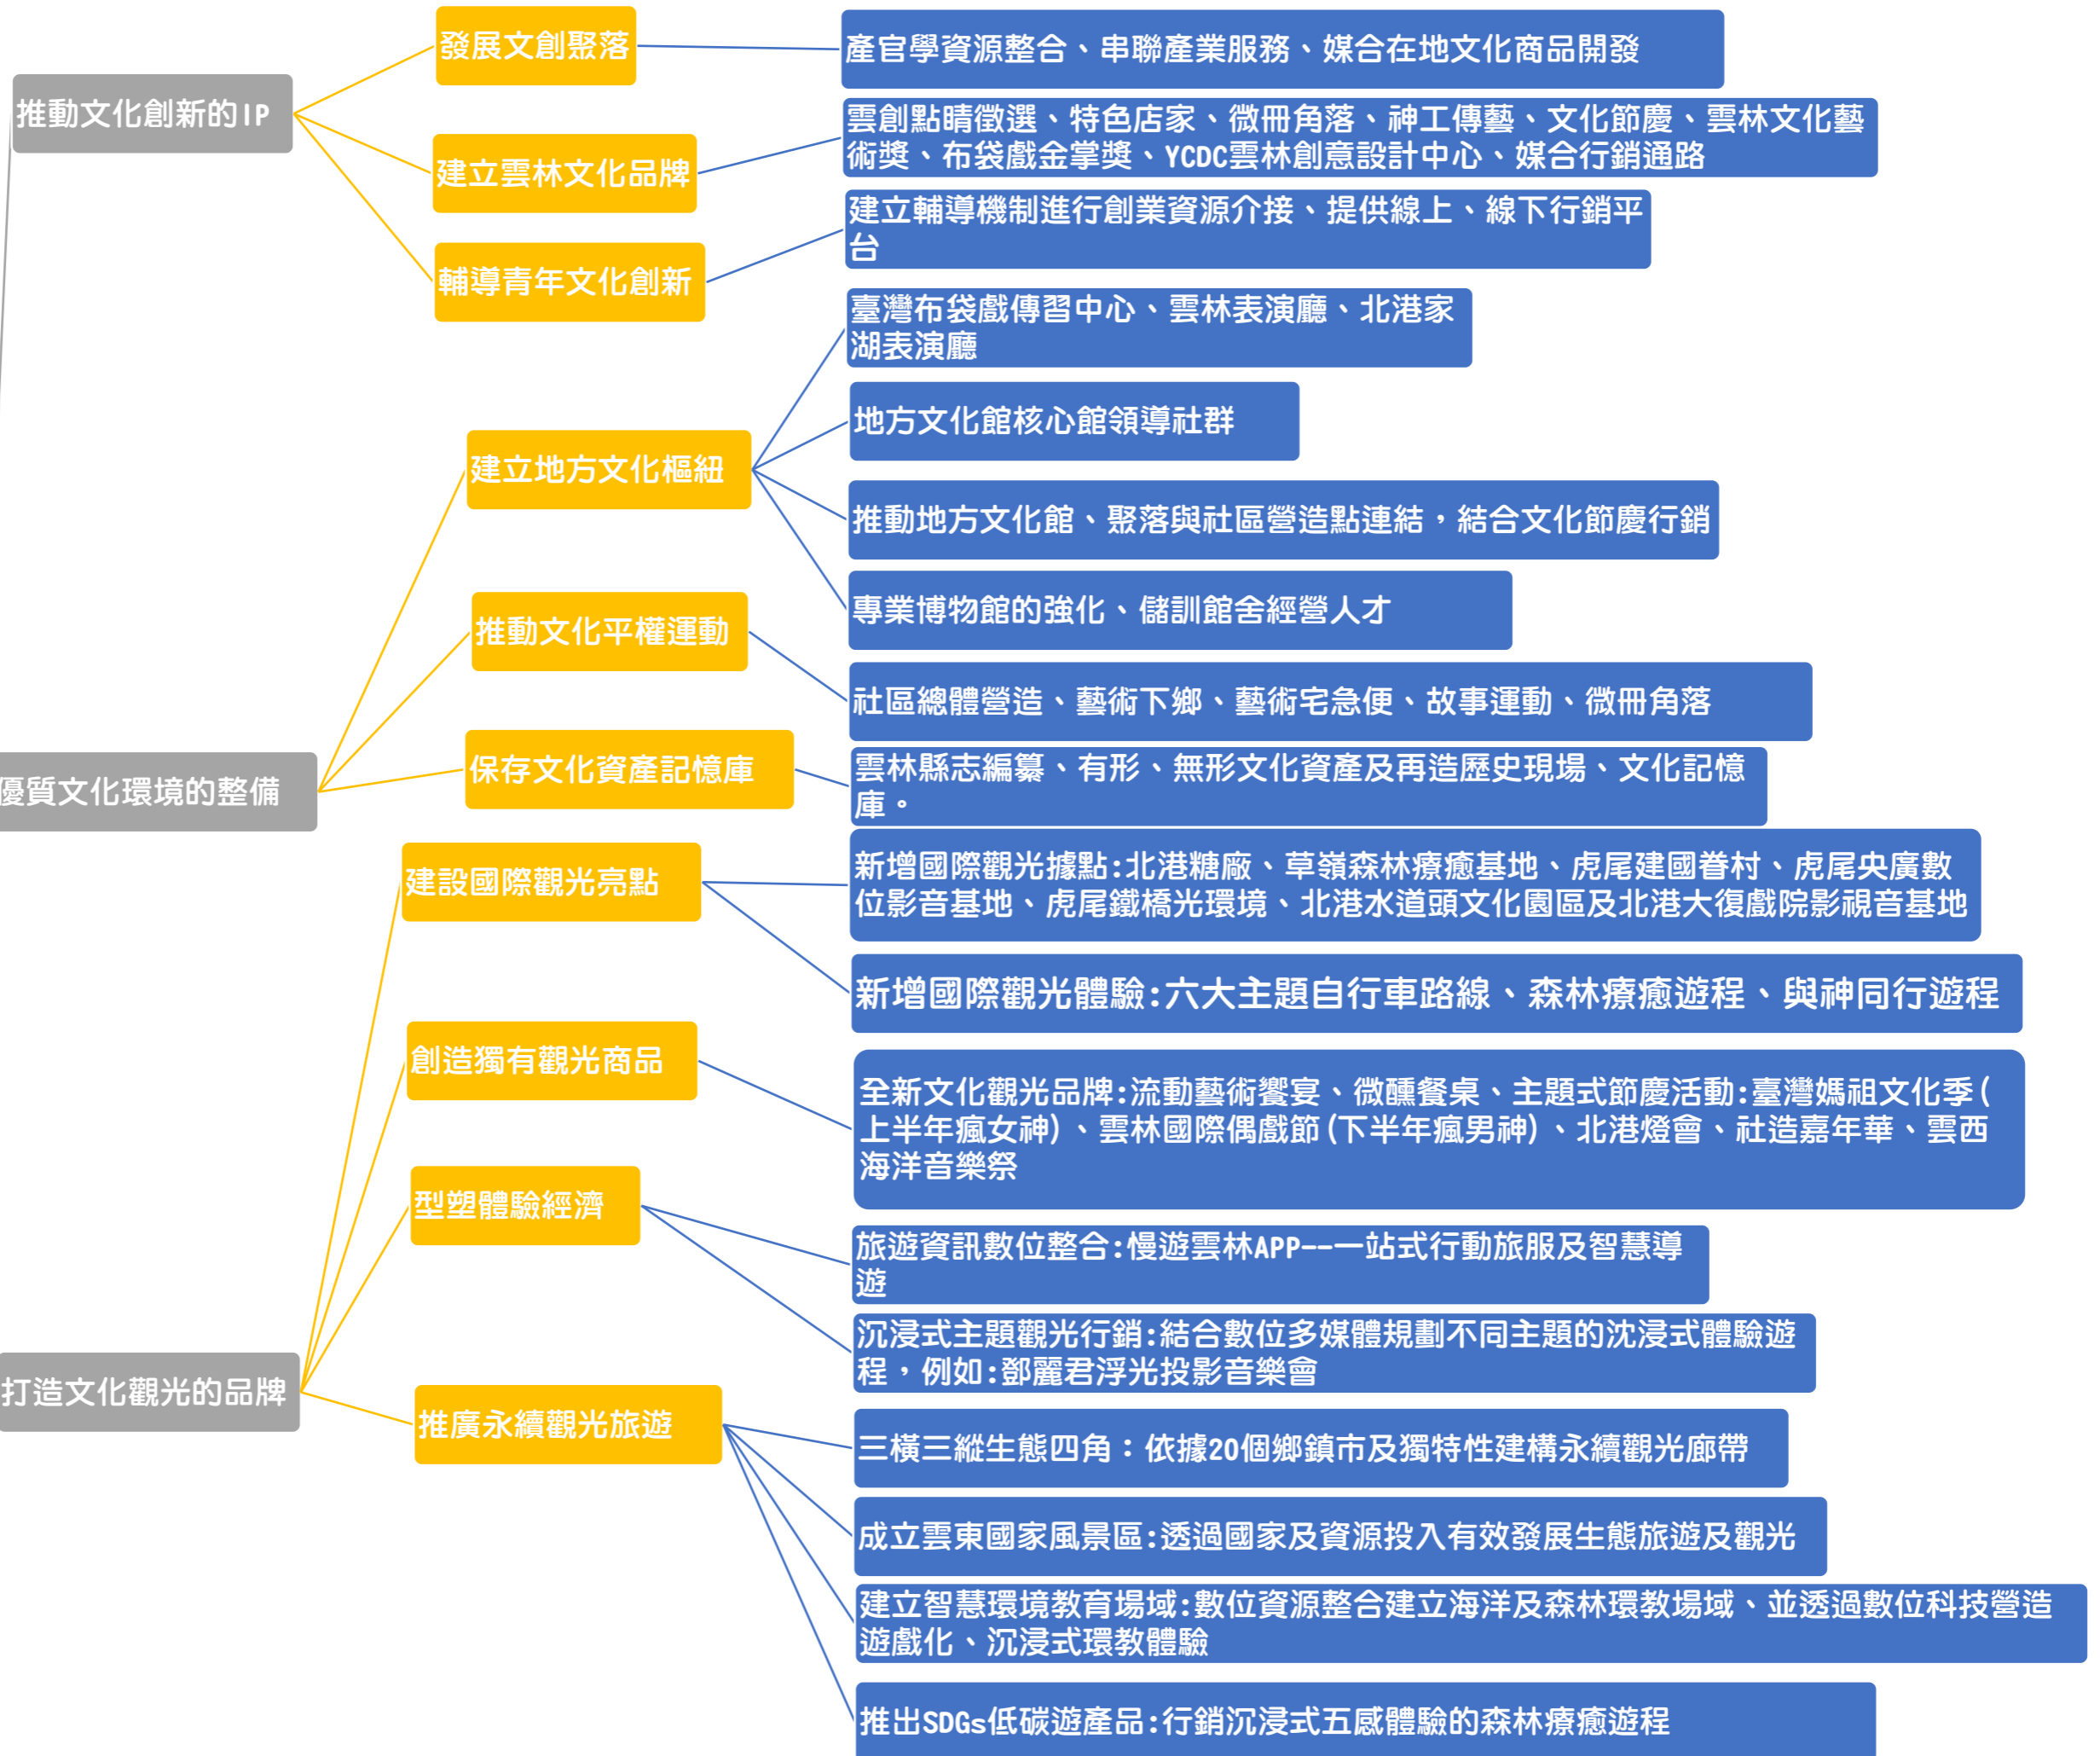 推動文化創新的IP
發展文創聚落
產官學資源整合、串聯產業服務、媒合在地文化商品開發
建立雲林文化品牌
雲創點睛徵選、特色店家、微冊角落、神工傳藝、文化節慶、雲林文化藝
術獎、布袋戲金掌獎、YCDC雲林創意設計中心、媒合行銷通路
輔導青年文化創新
建立輔導機制進行創業資源介接、提供線上、線下行銷平
台
優質文化環境的整備
建立地方文化樞紐
臺灣布袋戲傳習中心、雲林表演廳、北港家
湖表演廳
地方文化館核心館領導社群
推動地方文化館、聚落與社區營造點連結，結合文化節慶行銷
專業博物館的強化、儲訓館舍經營人才
推動文化平權運動
社區總體營造、藝術下鄉、藝術宅急便、故事運動、微冊角落
保存文化資產記憶庫
雲林縣志編纂、有形、無形文化資產及再造歷史現場、文化記憶
庫。
打造文化觀光的品牌
建設國際觀光亮點
新增國際觀光據點:北港糖廠、草嶺森林療癒基地、虎尾建國眷村、虎尾央廣數
位影音基地、虎尾鐵橋光環境、北港水道頭文化園區及北港大復戲院影視音基地
新增國際觀光體驗:六大主題自行車路線、森林療癒遊程、與神同行遊程
創造獨有觀光商品
全新文化觀光品牌:流動藝術饗宴、微醺餐桌、主題式節慶活動:臺灣媽祖文化季(
上半年瘋女神)、雲林國際偶戲節(下半年瘋男神)、北港燈會、社造嘉年華、雲西
海洋音樂祭
型塑體驗經濟
旅遊資訊數位整合:慢遊雲林APP--一站式行動旅服及智慧導
遊
沉浸式主題觀光行銷:結合數位多媒體規劃不同主題的沈浸式體驗遊
程，例如:鄧麗君浮光投影音樂會
推廣永續觀光旅遊
三橫三縱生態四角：依據20個鄉鎮市及獨特性建構永續觀光廊帶
成立雲東國家風景區:透過國家及資源投入有效發展生態旅遊及觀光
建立智慧環境教育場域:數位資源整合建立海洋及森林環教場域、並透過數位科技營造
遊戲化、沉浸式環教體驗
推出SDGs低碳遊產品:行銷沉浸式五感體驗的森林療癒遊程